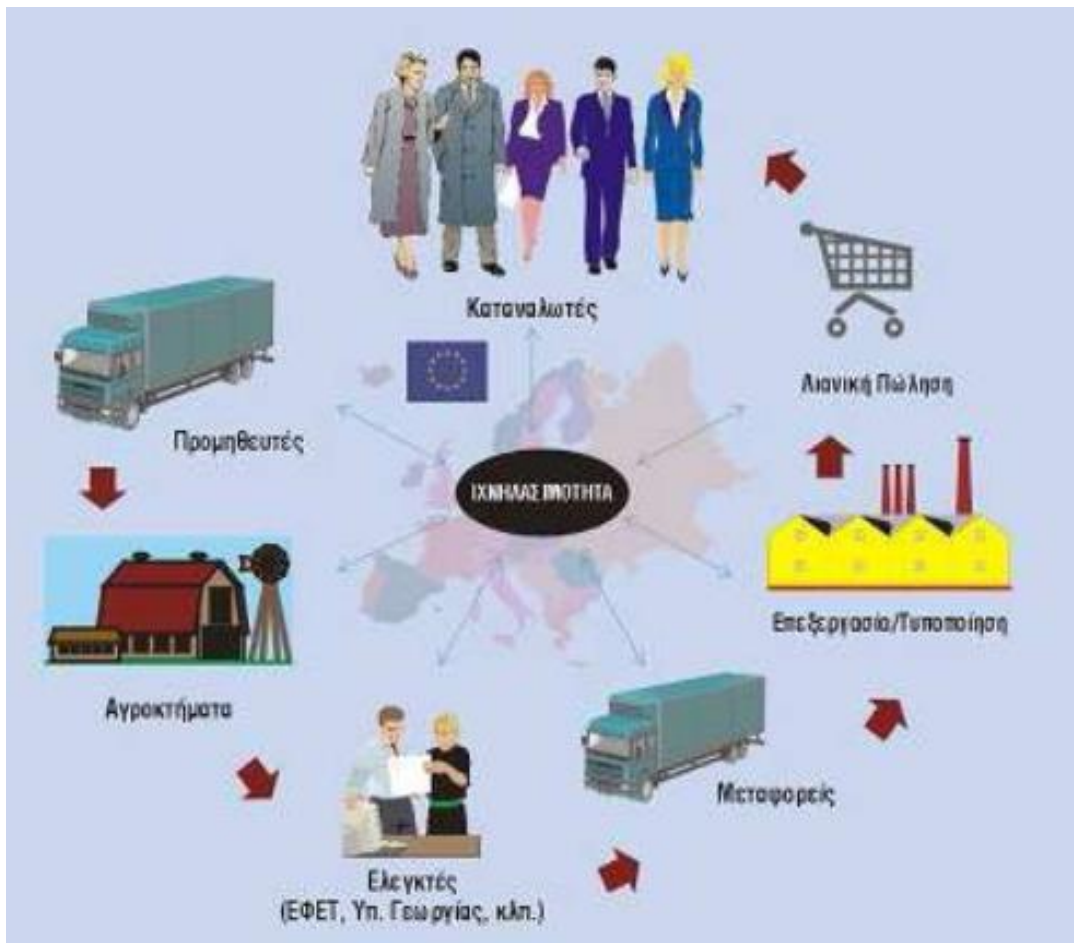 Καταναλωτές
Λιανική Πώληση
Προμηθευτές
ΙΧΝΗΛΑΣΙΜΟΤΗΤΑ
Επεξεργασία/Τυποποίηση
Αγροκτήματα
Μεταφορείς
Ελεγκτές
(ΕΦΕΤ, Υπ. Γεωργίας, κλπ.)